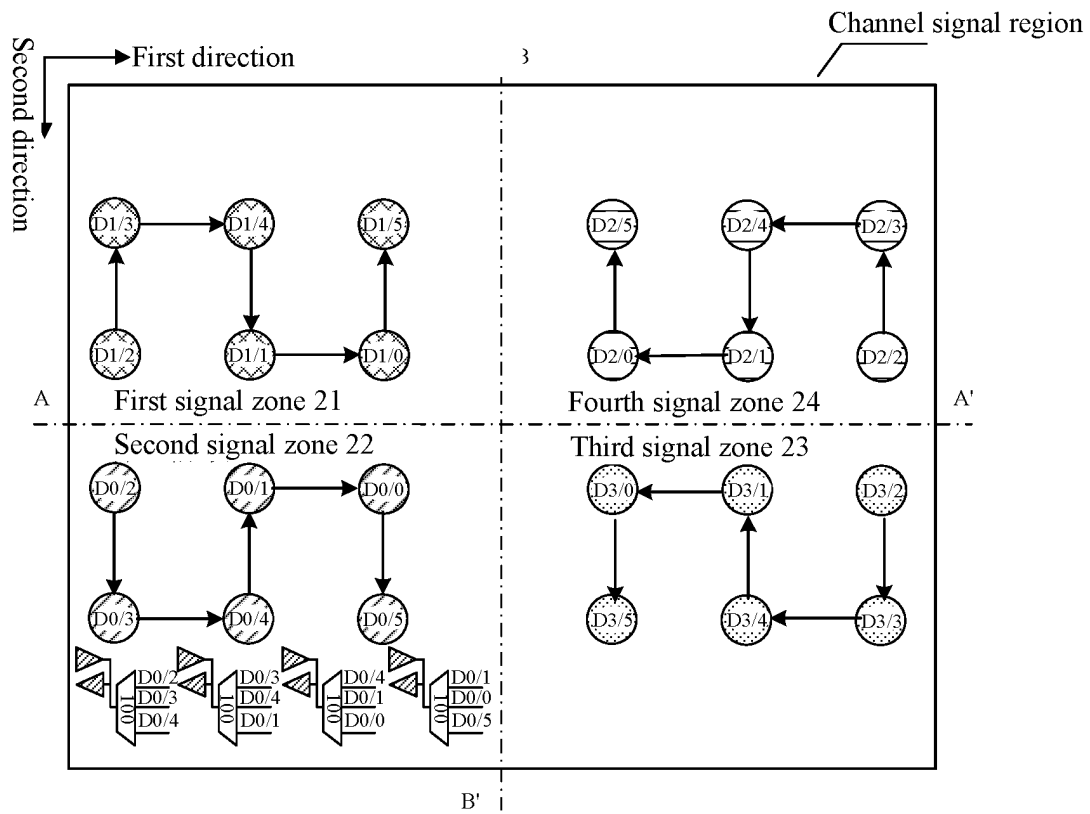 Channel signal region
First direction
Second direction
D1/3 D1/4 D1/5 D2/5 D2/4 D2/3
D1/2 D1/1 D1/0 D2/0 D2/1 D2/2
A First signal zone 21 Fourth signal zone 24 A'
Second signal zone 22 Third signal zone 23
D0/2 D0/1 D0/0 D3/0 D3/1 D3/2
D0/3 D0/4 D0/5 D3/5 D3/4 D3/3
100 D0/2 D0/3 D0/4
100 D0/3 D0/4 D0/1
100 D0/4 D0/1 D0/0
100 D0/1 D0/0 D0/5
B'